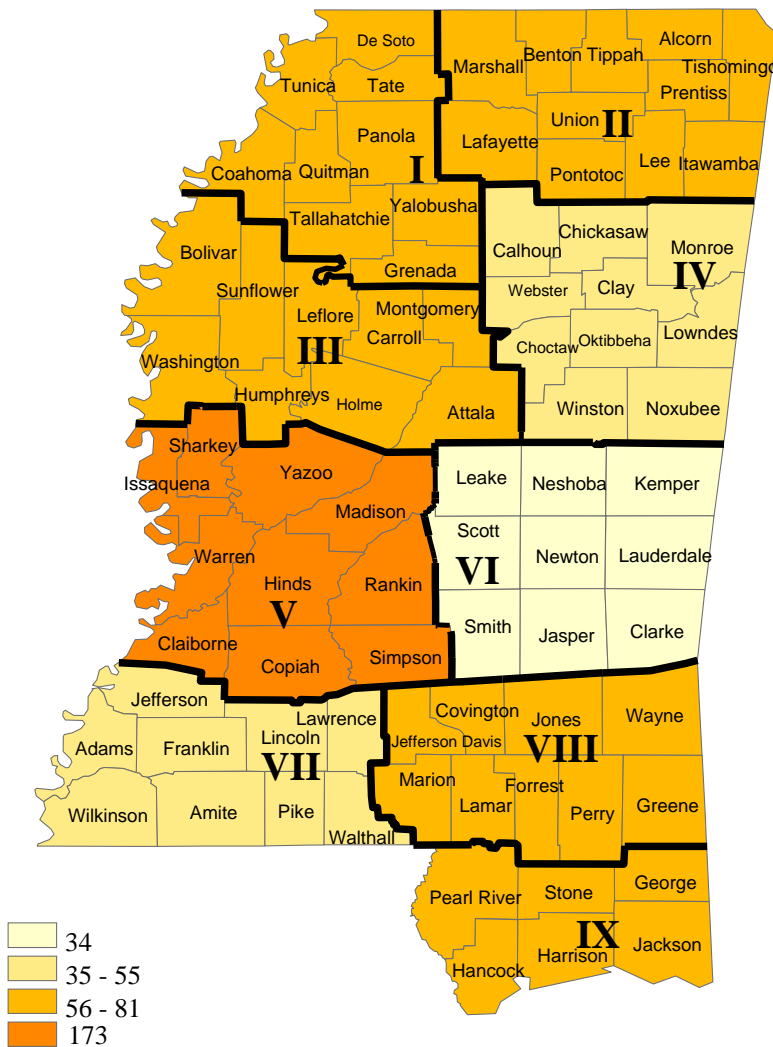 De Soto
Alcorn
Marshall
Benton
Tippah
Tishomingo
Tunica
Tate
Prentiss
Union
II
Panola
Lafayette
I
Lee
Itawamba
Coahoma
Quitman
Pontotoc
Yalobusha
Tallahatchie
Chickasaw
Bolivar
Calhoun
Monroe
Grenada
IV
Sunflower
Webster
Clay
Leflore
Montgomery
Carroll
Lowndes
III
Choctaw
Oktibbeha
Washington
Humphreys
Holme
Attala
Winston
Noxubee
Sharkey
Yazoo
Leake
Neshoba
Kemper
Issaquena
Madison
Scott
Warren
Newton
Lauderdale
VI
Hinds
Rankin
V
Smith
Jasper
Clarke
Claiborne
Copiah
Simpson
Jefferson
Lawrence
Covington
Jones
Wayne
Adams
Franklin
Lincoln
Jefferson Davis
VIII
VII
Marion
Forrest
Wilkinson
Amite
Pike
Lamar
Perry
Greene
Walthall
Pearl River
Stone
George
IX
Harrison
Jackson
Hancock
34
35 - 55
56 - 81
173